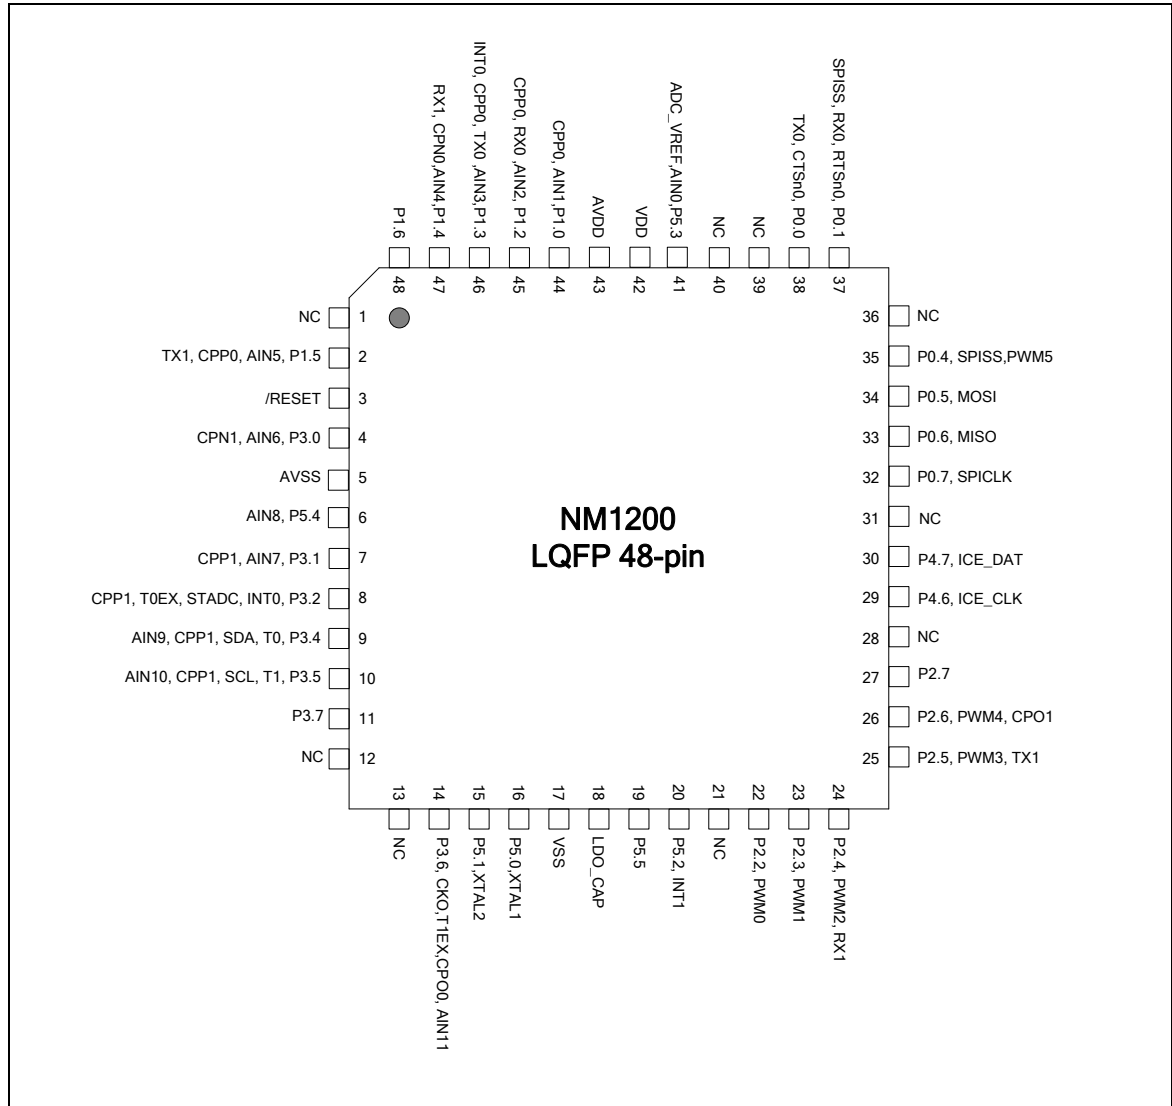 SPISS, RX0, RTSn0, P0.1
INT0, CPP0, TX0 ,AIN3,P1.3
CPP0, RX0 ,AIN2, P1.2
ADC_VREF,AIN0,P5.3
RX1, CPN0,AIN4,P1.4
TX0, CTSn0, P0.0
CPP0, AIN1,P1.0
P1.6
AVDD
VDD
NC
NC
48
47
46
45
44
43
42
41
40
39
38
37
NC 1
TX1, CPP0, AIN5, P1.5 2
/RESET 3
CPN1, AIN6, P3.0 4
AVSS 5
AIN8, P5.4 6
CPP1, AIN7, P3.1 7
CPP1, T0EX, STADC, INT0, P3.2 8
AIN9, CPP1, SDA, T0, P3.4 9
AIN10, CPP1, SCL, T1, P3.5 10
P3.7 11
NC 12
NM1200
LQFP 48-pin
36 NC
35 P0.4, SPISS,PWM5
34 P0.5, MOSI
33 P0.6, MISO
32 P0.7, SPICLK
31 NC
30 P4.7, ICE_DAT
29 P4.6, ICE_CLK
28 NC
27 P2.7
26 P2.6, PWM4, CPO1
25 P2.5, PWM3, TX1
13
14
15
16
17
18
19
20
21
22
23
24
NC
P3.6, CKO,T1EX,CPO0, AIN11
P5.1,XTAL2
P5.0,XTAL1
VSS
LDO_CAP
P5.5
P5.2, INT1
NC
P2.2, PWM0
P2.3, PWM1
P2.4, PWM2, RX1